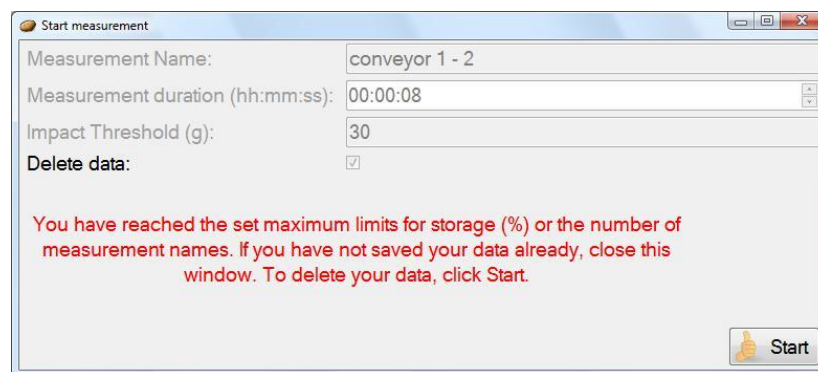 Start measurement
Measurement Name: conveyor 1 - 2
Measurement duration (hh:mm:ss): 00:00:08
Impact Threshold (g): 30
Delete data:
You have reached the set maximum limits for storage (%) or the number of
measurement names. If you have not saved your data already, close this
window. To delete your data, click Start.
Start